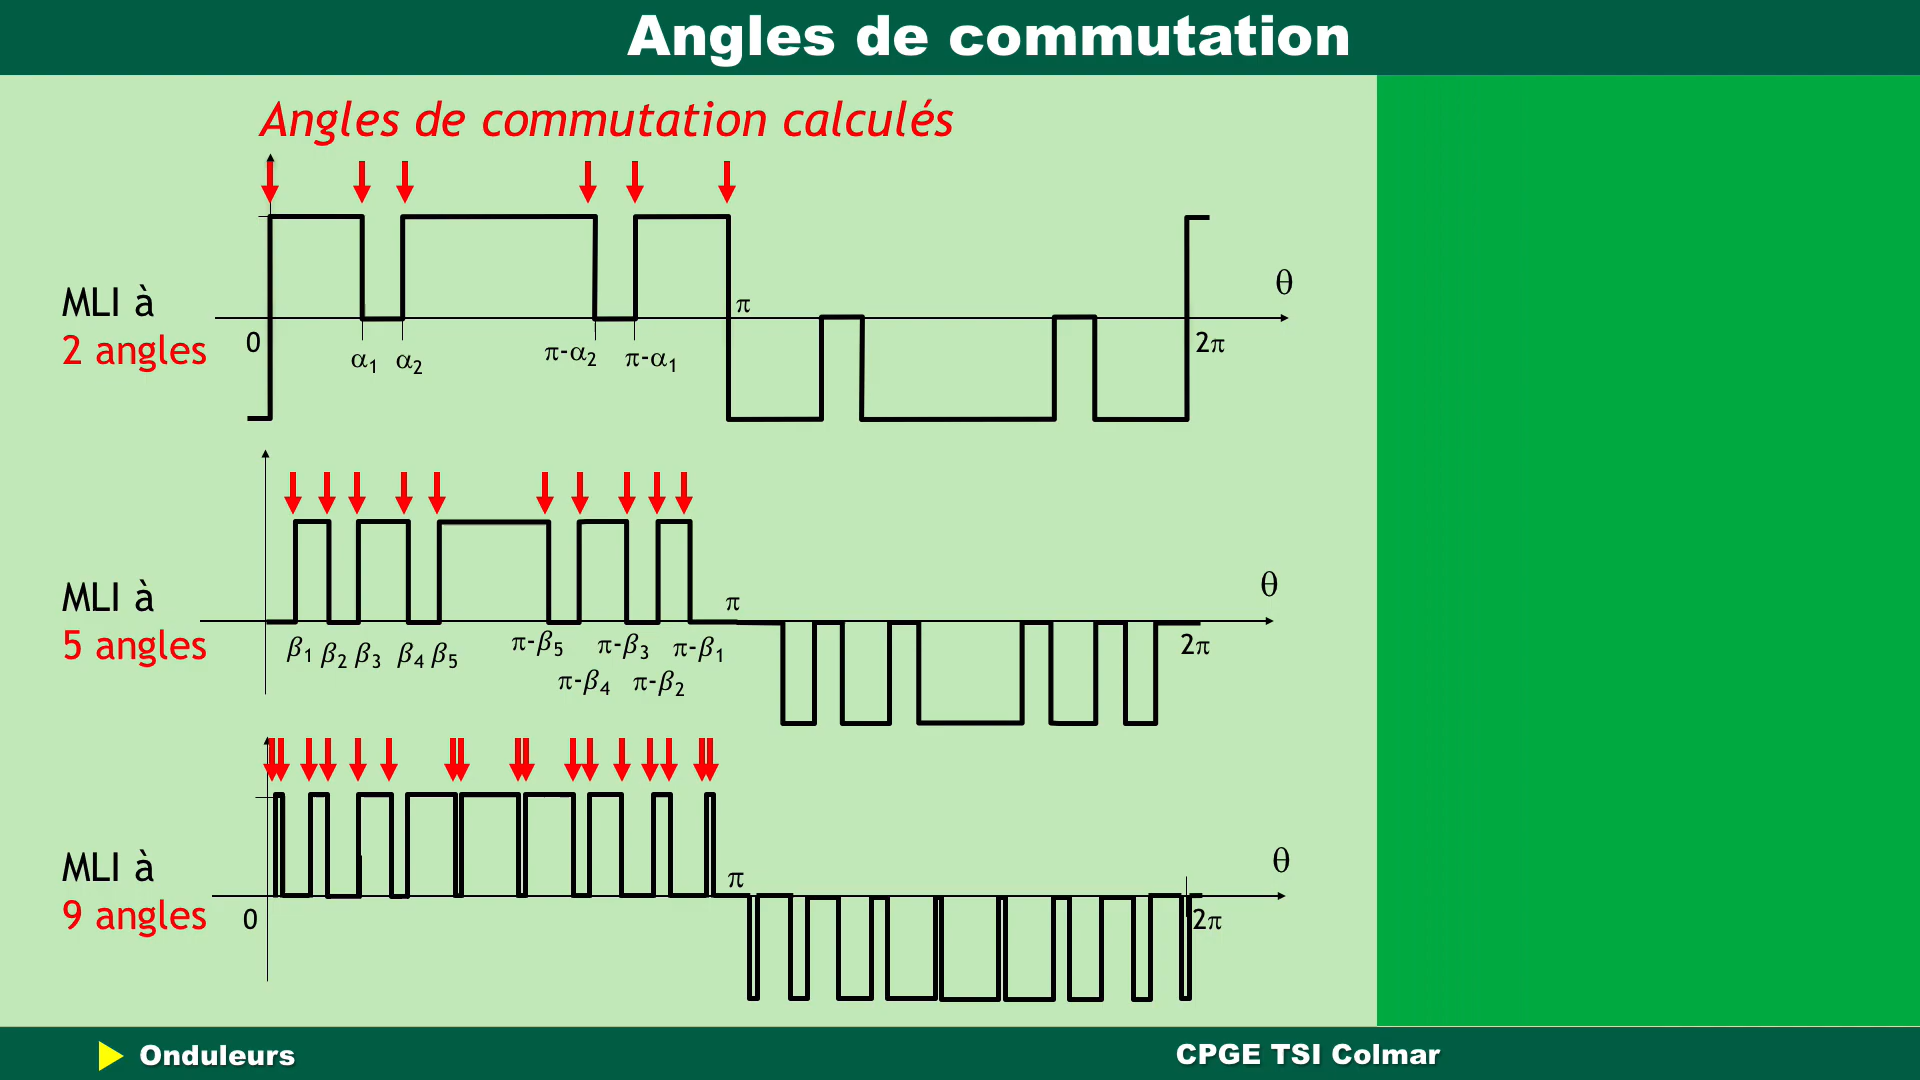 Angles de commutation
Angles de commutation calculés
MLI à
2 angles
0
α1
α2
π-α2
π-α1
π
2π
θ
MLI à
5 angles
β1 β2 β3 β4 β5
π-β5
π-β4
π-β3
π-β2
π-β1
π
2π
θ
MLI à
9 angles
0
π
2π
θ
Onduleurs
CPGE TSI Colmar